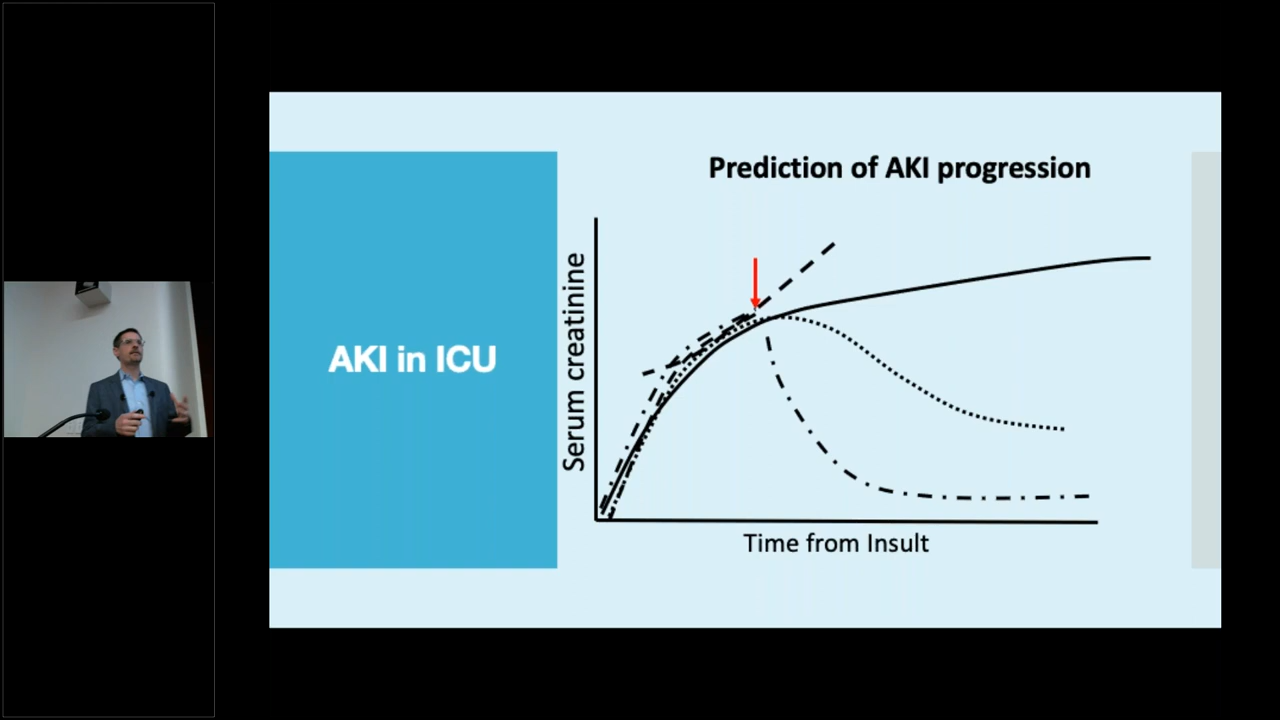 Prediction of AKI progression
AKI in ICU
Serum creatinine
Time from Insult